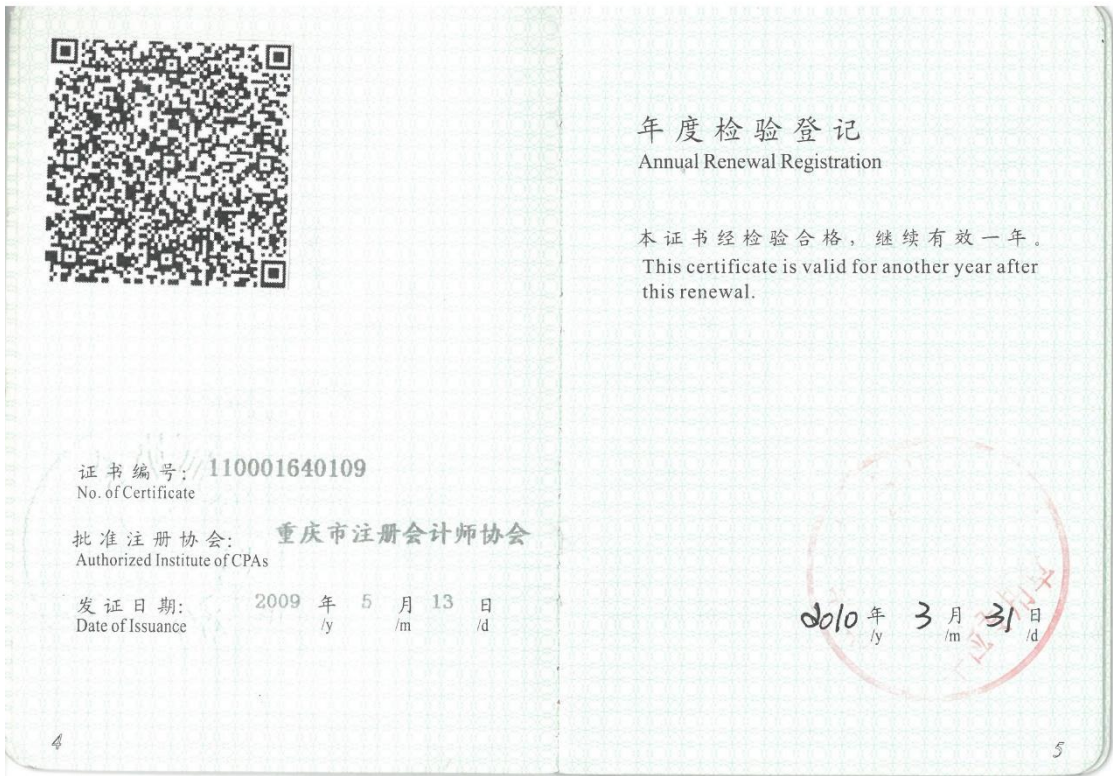 证书编号: 110001640109
No. of Certificate
批准注册协会: 重庆市注册会计师协会
Authorized Institute of CPAs
发证日期: 2009 年 5 月 13 日
Date of Issuance /y /m /d
4
年度检验登记
Annual Renewal Registration
本证书经检验合格，继续有效一年。
This certificate is valid for another year after
this renewal.
2010 年 3 月 31 日
/y /m /d
5